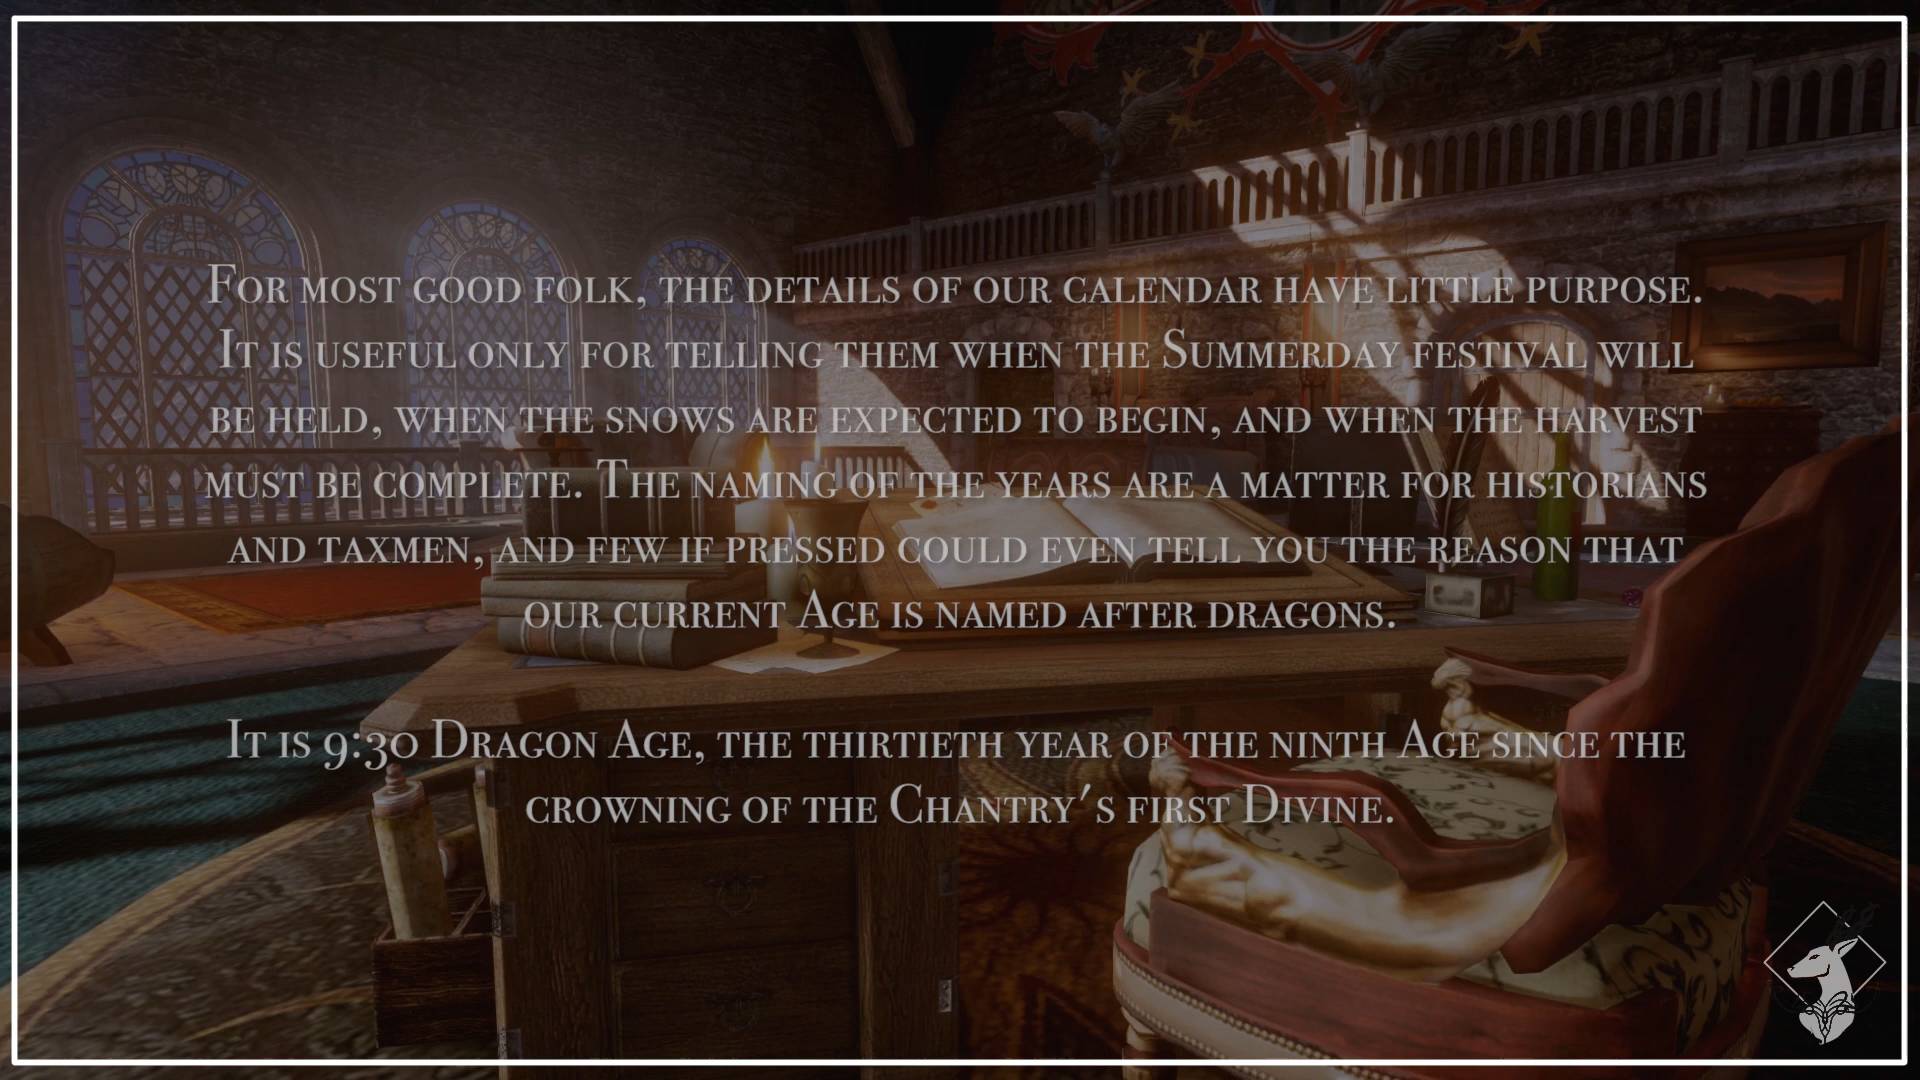 For most good folk, the details of our calendar have little purpose.
It is useful only for telling them when the Summerday festival will
be held, when the snows are expected to begin, and when the harvest
must be complete. The naming of the years are a matter for historians
and taxmen, and few if pressed could even tell you the reason that
our current Age is named after dragons.
It is 9:30 Dragon Age, the thirtieth year of the ninth Age since the
crowning of the Chantry's first Divine.